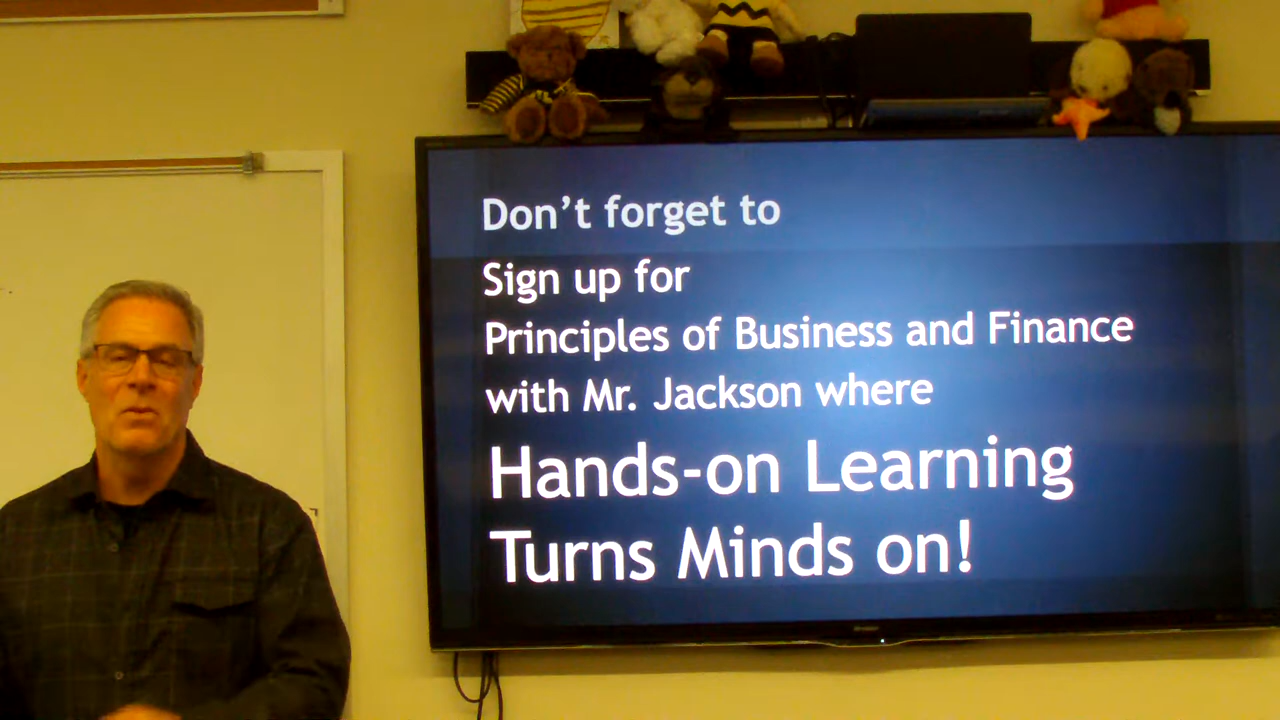 Don’t forget to
Sign up for
Principles of Business and Finance
with Mr. Jackson where
Hands-on Learning
Turns Minds on!